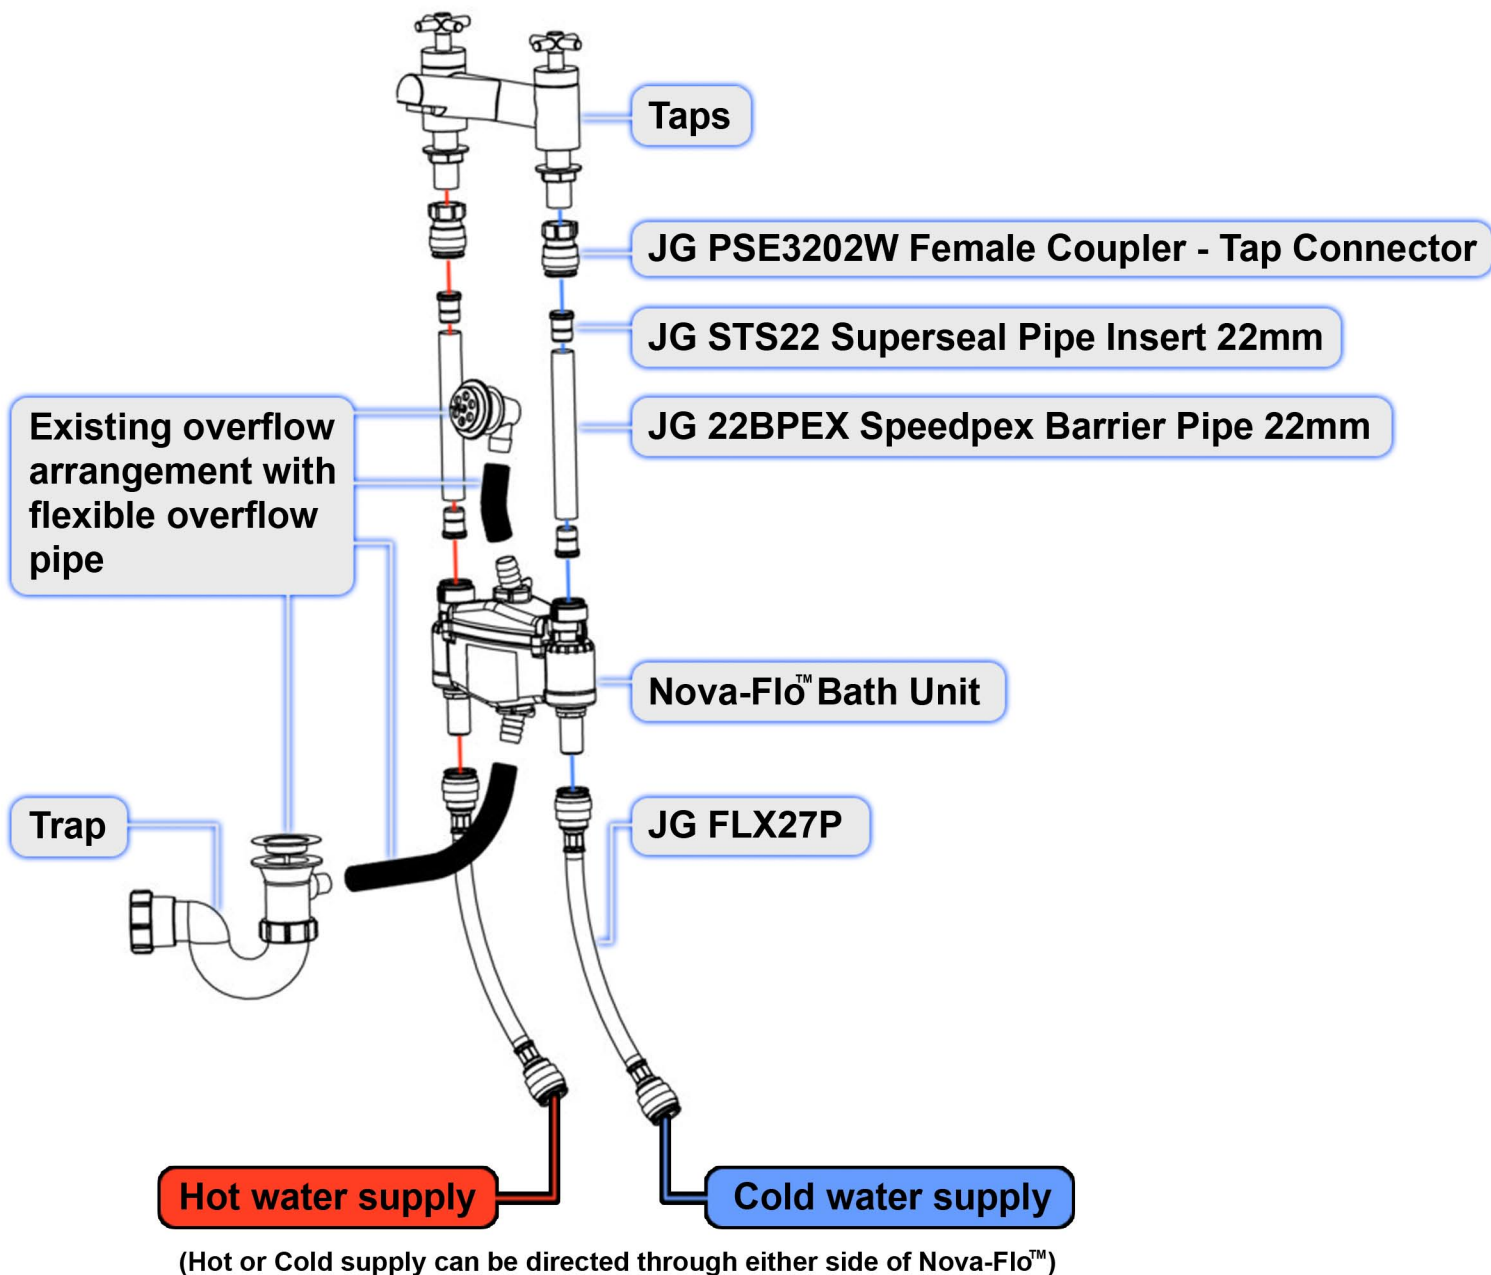 Taps
JG PSE3202W Female Coupler - Tap Connector
JG STS22 Superseal Pipe Insert 22mm
JG 22BPEX Speedpex Barrier Pipe 22mm
Existing overflow
arrangement with
flexible overflow
pipe
Nova-Flo™ Bath Unit
Trap
JG FLX27P
Hot water supply
Cold water supply
(Hot or Cold supply can be directed through either side of Nova-Flo™)